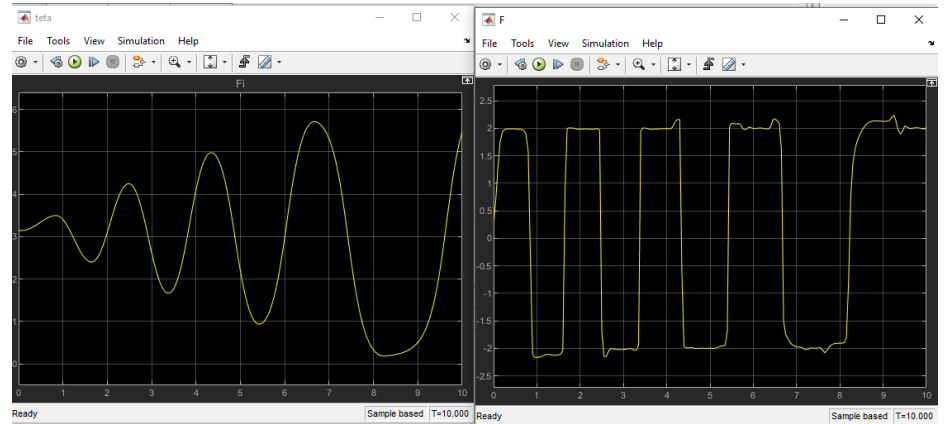 teta
File Tools View Simulation Help
Fi
6
5
4
3
2
1
0
0 1 2 3 4 5 6 7 8 9 10
Ready Sample based T=10.000
F
File Tools View Simulation Help
2.5
2
1.5
1
0.5
0
-0.5
-1
-1.5
-2
-2.5
0 1 2 3 4 5 6 7 8 9 10
Ready Sample based T=10.000